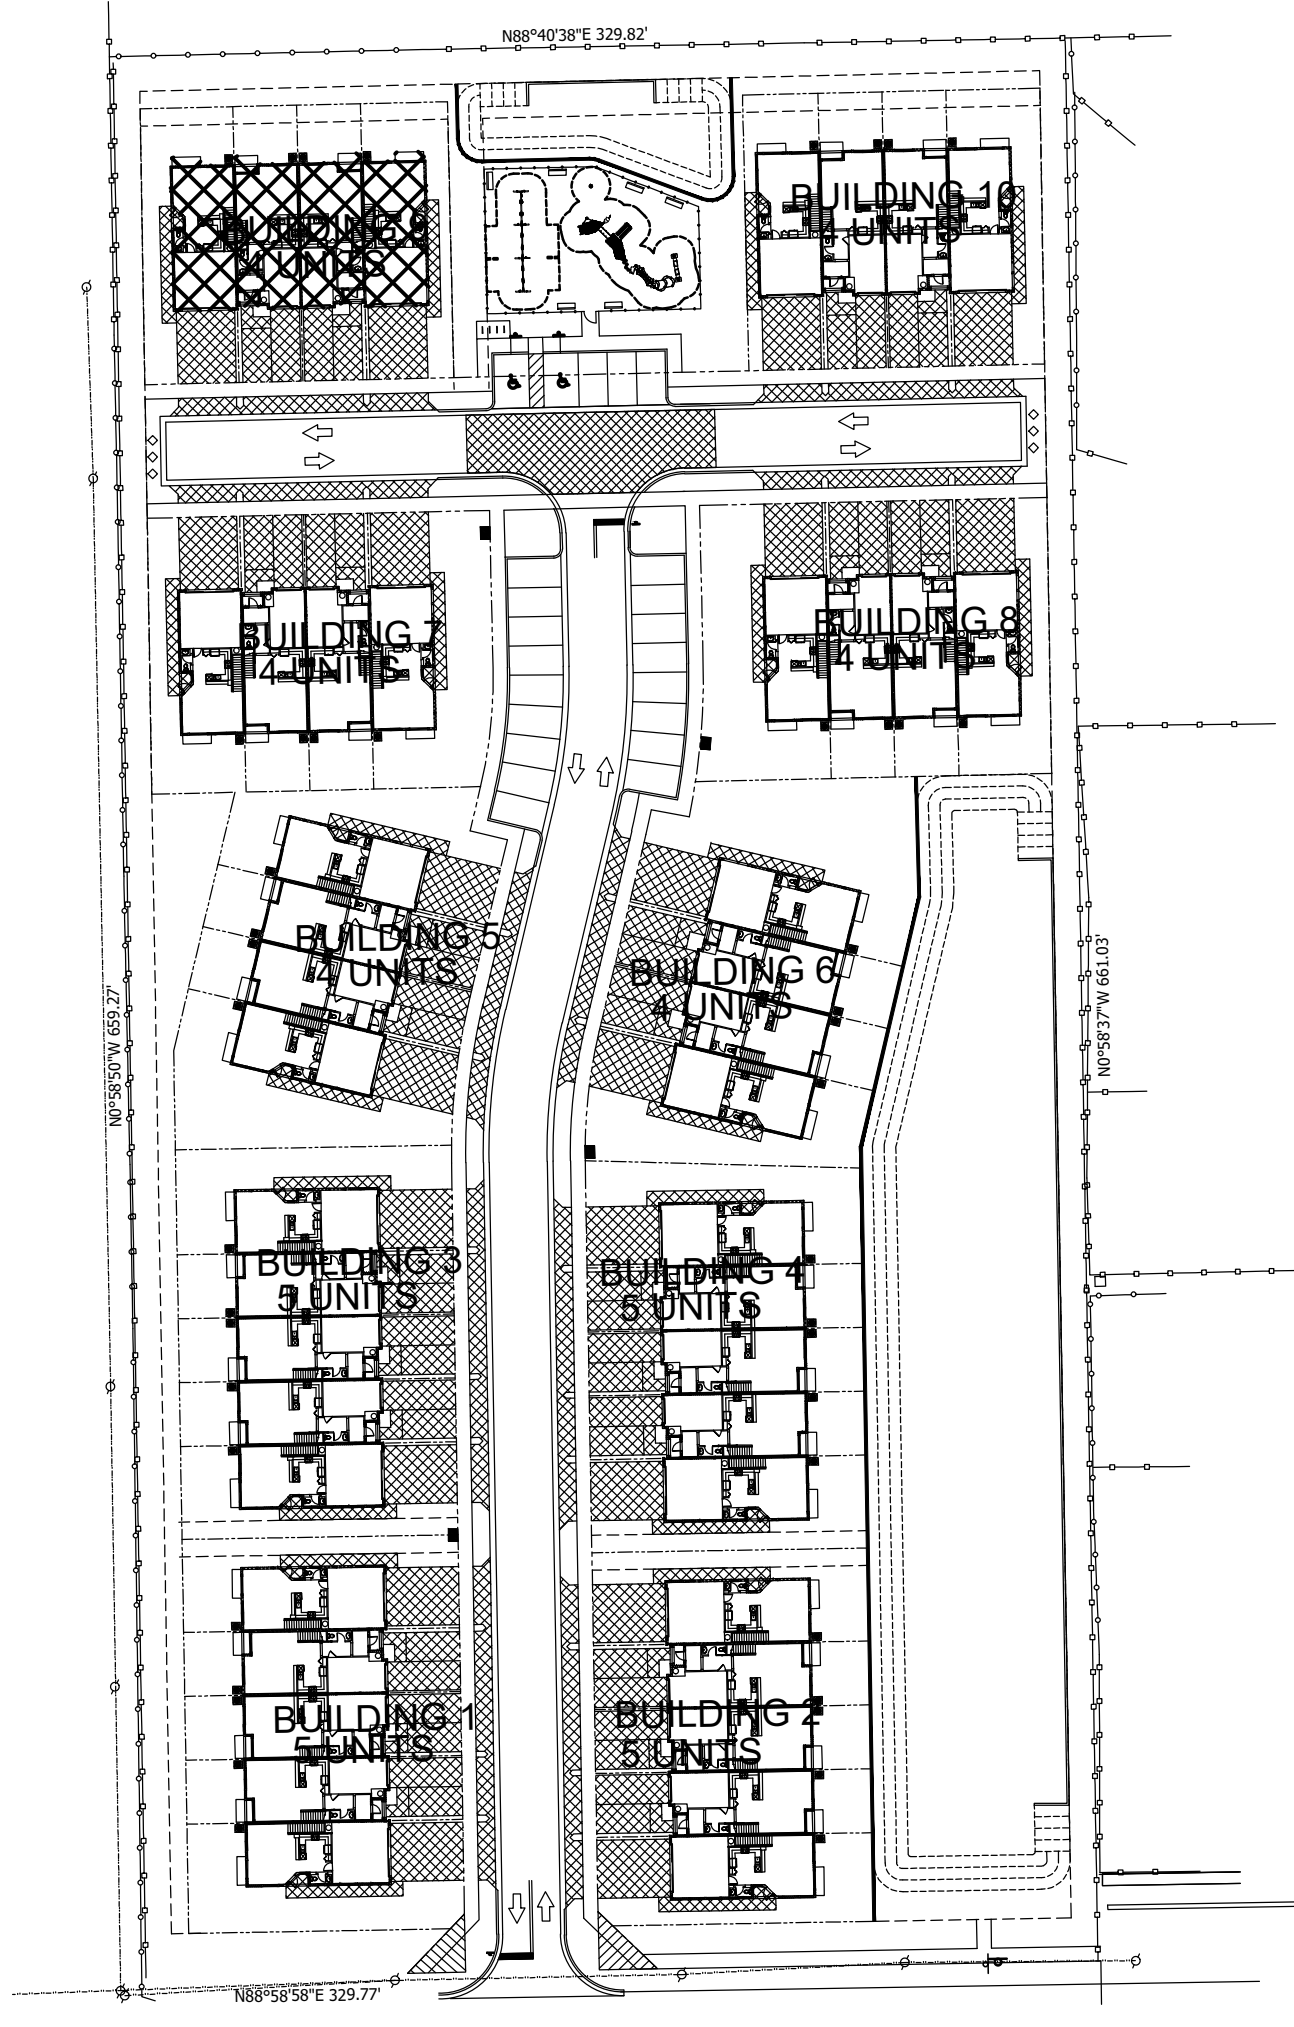 N88°40'38"E 329.82'
BUILDING 9
4 UNITS
BUILDING 10
4 UNITS
BUILDING 7
4 UNITS
BUILDING 8
4 UNITS
BUILDING 5
4 UNITS
BUILDING 6
4 UNITS
N0°58'50"W 659.27'
N0°58'37"W 661.03'
BUILDING 3
5 UNITS
BUILDING 4
5 UNITS
BUILDING 1
5 UNITS
BUILDING 2
5 UNITS
N88°58'58"E 329.77'